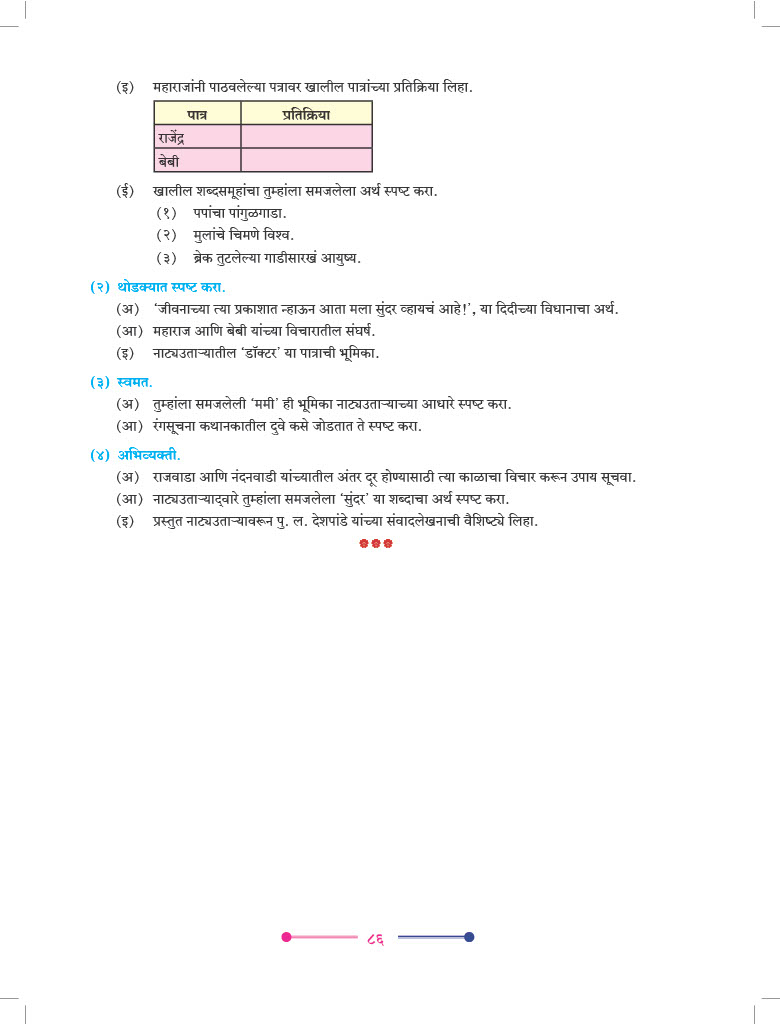 (इ) महाराजांनी पाठवलेल्या पत्रावर खालील पात्रांच्या प्रतिक्रिया लिहा.
पात्र प्रतिक्रिया
राजेंद्र
बेबी
(ई) खालील शब्दसमूहांचा तुम्हांला समजलेला अर्थ स्पष्ट करा.
(१) पपांचा पांगुळगाडा.
(२) मुलांचे चिमणे विश्व.
(३) ब्रेक तुटलेल्या गाडीसारखं आयुष्य.
(२) थोडक्यात स्पष्ट करा.
(अ) ‘जीवनाच्या त्या प्रकाशात न्हाऊन आता मला सुंदर व्हायचं आहे!’, या दिदीच्या विधानाचा अर्थ.
(आ) महाराज आणि बेबी यांच्या विचारातील संघर्ष.
(इ) नाट्यउताऱ्यातील ‘डॉक्टर’ या पात्राची भूमिका.
(३) स्वमत.
(अ) तुम्हांला समजलेली ‘ममी’ ही भूमिका नाट्यउताऱ्याच्या आधारे स्पष्ट करा.
(आ) रंगसूचना कथानकातील दुवे कसे जोडतात ते स्पष्ट करा.
(४) अभिव्यक्ती.
(अ) राजवाडा आणि नंदनवाडी यांच्यातील अंतर दूर होण्यासाठी त्या काळाचा विचार करून उपाय सूचवा.
(आ) नाट्यउताऱ्याद्‌वारे तुम्हांला समजलेला ‘सुंदर’ या शब्दाचा अर्थ स्पष्ट करा.
(इ) प्रस्तुत नाट्यउताऱ्यावरून पु. ल. देशपांडे यांच्या संवादलेखनाची वैशिष्ट्ये लिहा.
८६